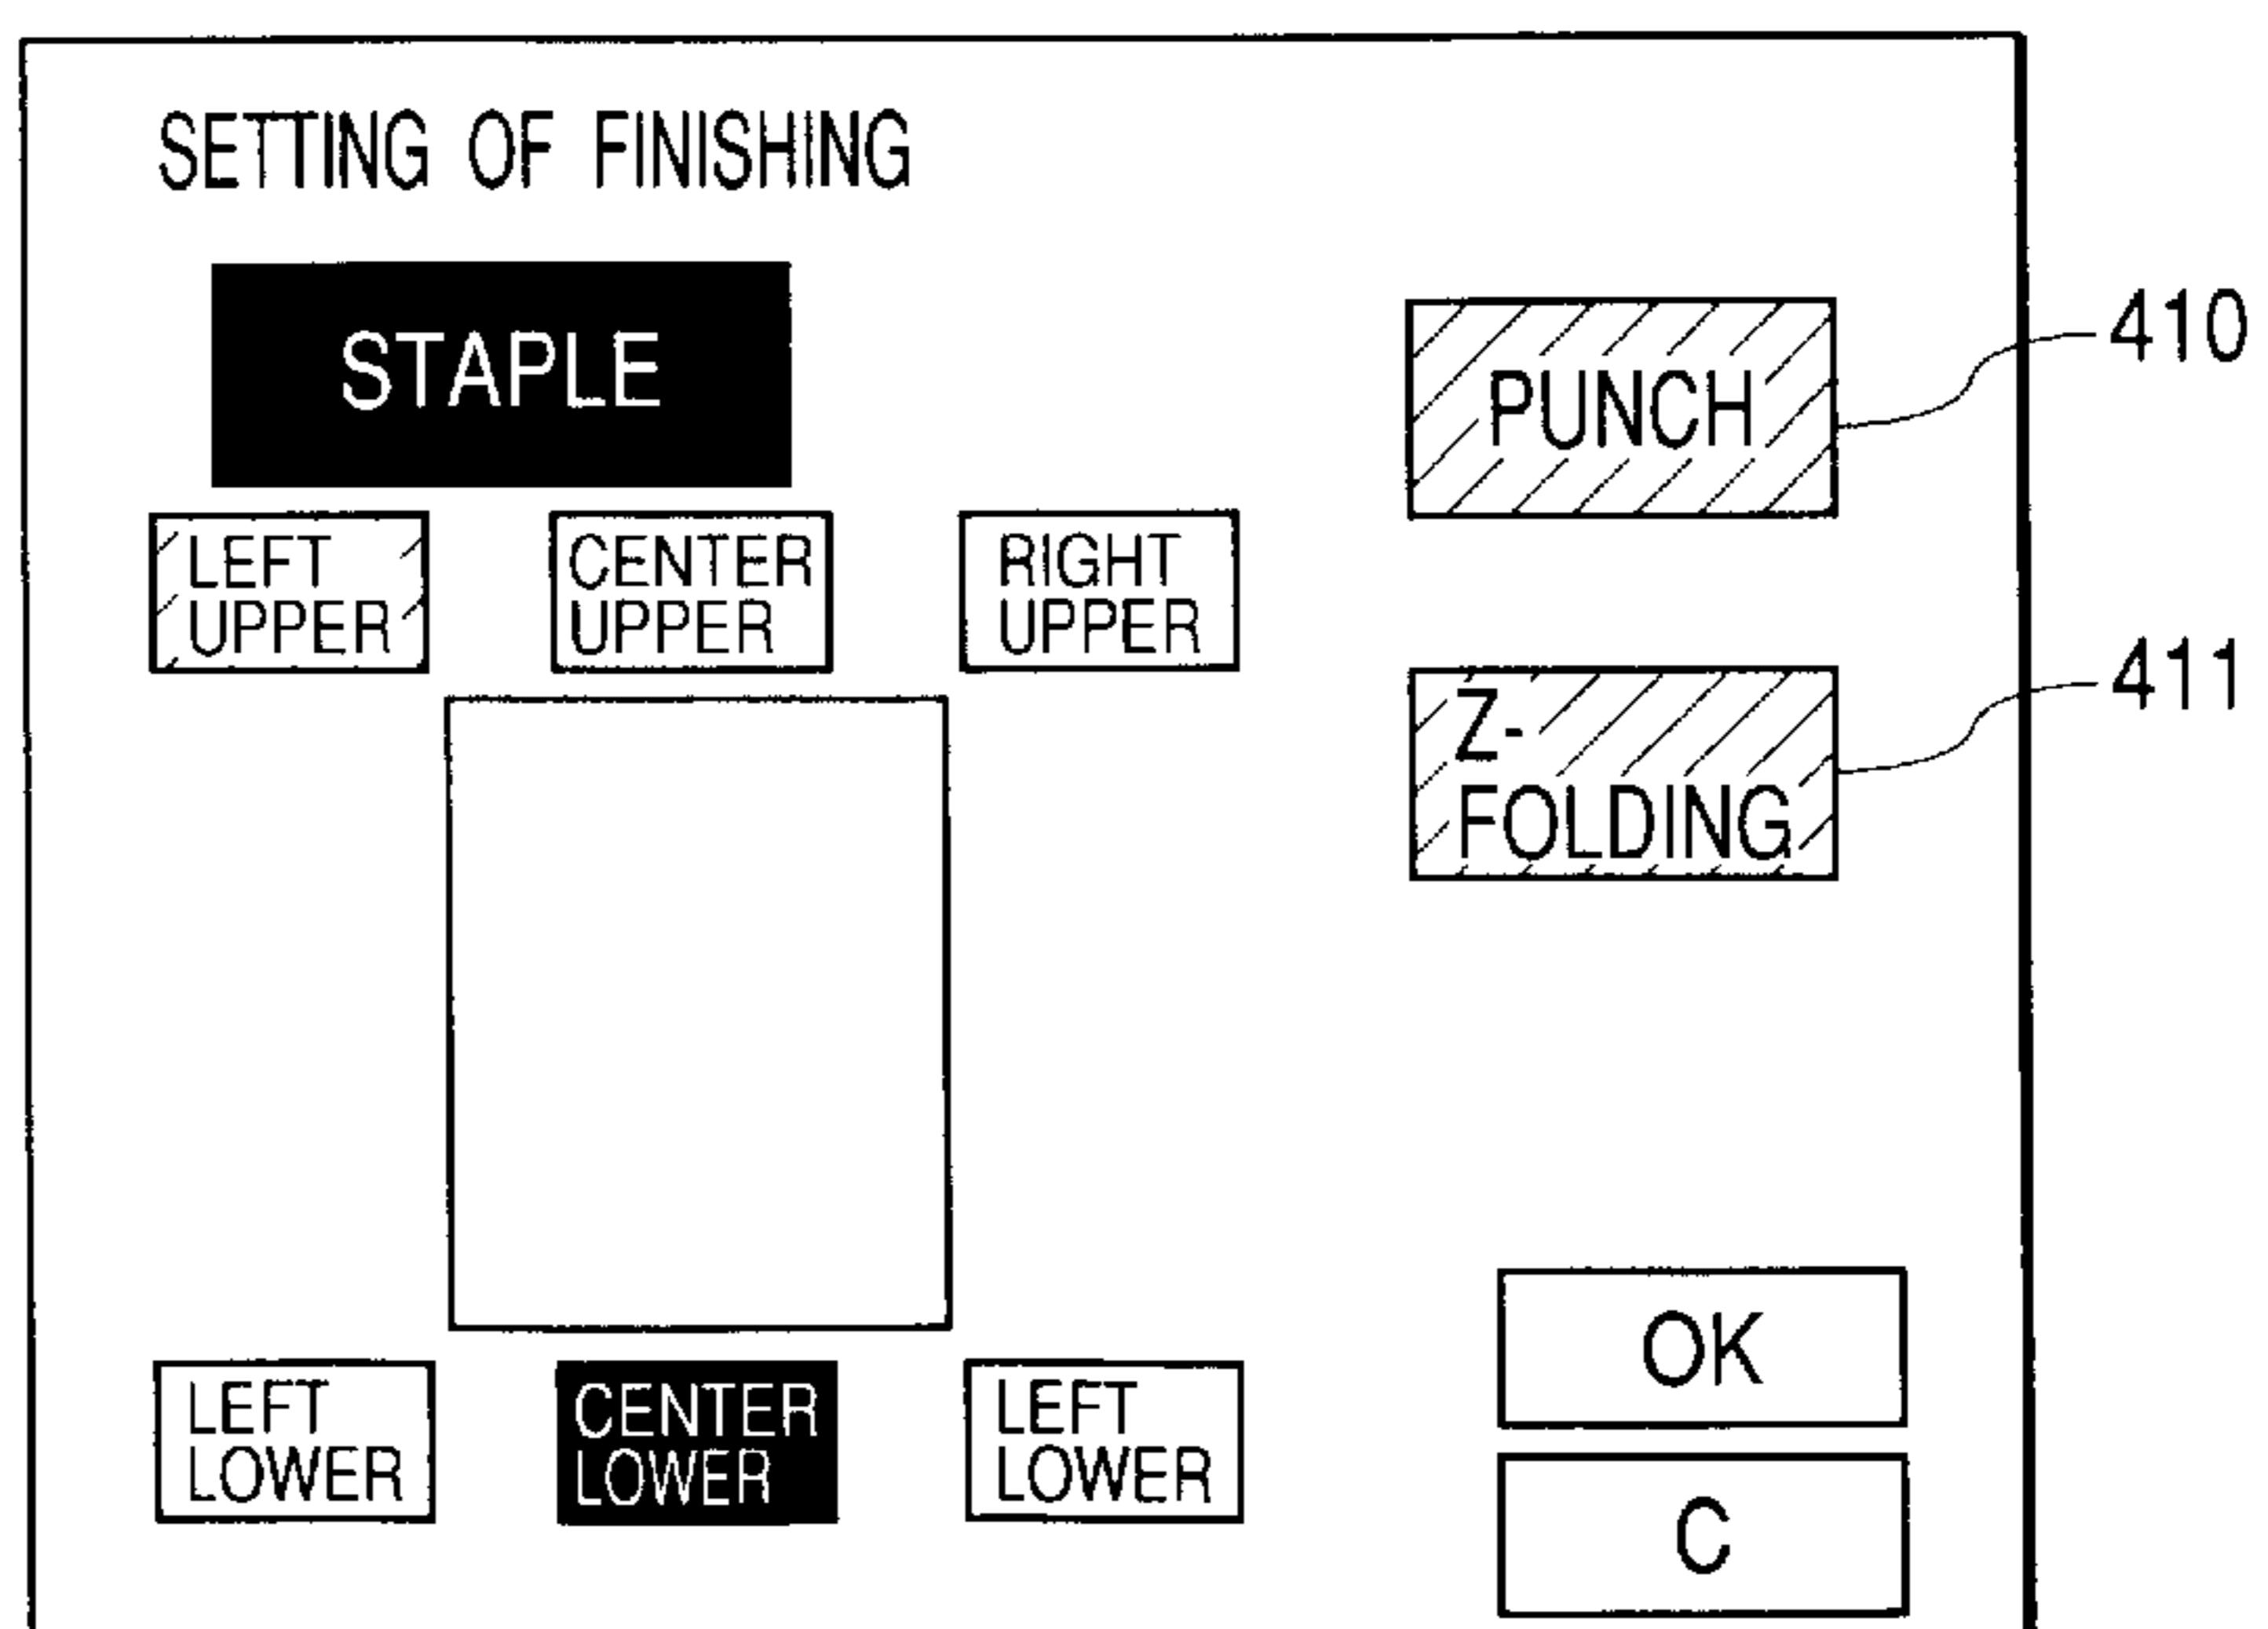 SETTING OF FINISHING
STAPLE
PUNCH
410
LEFT
UPPER
CENTER
UPPER
RIGHT
UPPER
Z-
FOLDING
411
LEFT
LOWER
CENTER
LOWER
LEFT
LOWER
OK
C